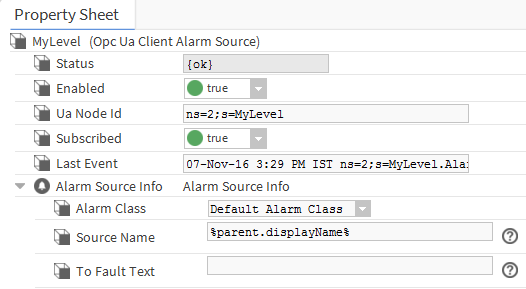 Property Sheet
MyLevel (Opc Ua Client Alarm Source)
Status {ok}
Enabled true
Ua Node Id ns=2;s=MyLevel
Subscribed true
Last Event 07-Nov-16 3:29 PM IST ns=2;s=MyLevel.Ala
Alarm Source Info Alarm Source Info
Alarm Class Default Alarm Class
Source Name %parent.displayName%
To Fault Text